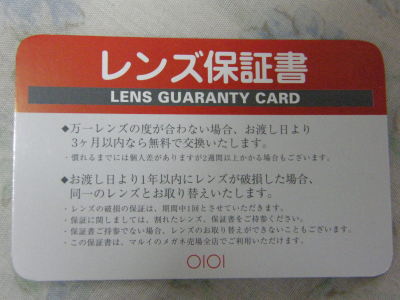 レンズ保証書
LENS GUARANTY CARD
◆万一レンズの度が合わない場合、お渡し日より
3ヶ月以内なら無料で交換いたします。
・慣れるまでには個人差がありますが2週間以上かかる場合もございます。
◆お渡し日より1年以内にレンズが破損した場合、
同一のレンズとお取り替えいたします。
・レンズの破損の保証は、期間中1回とさせていただきます。
・保証に関しましては、割れたレンズ、保証書をご持参ください。
・保証書ご持参でない場合、レンズのお取り替えができないこともございます。
・この保証書は、マルイのメガネ売場全店でご利用いただけます。
OIOI